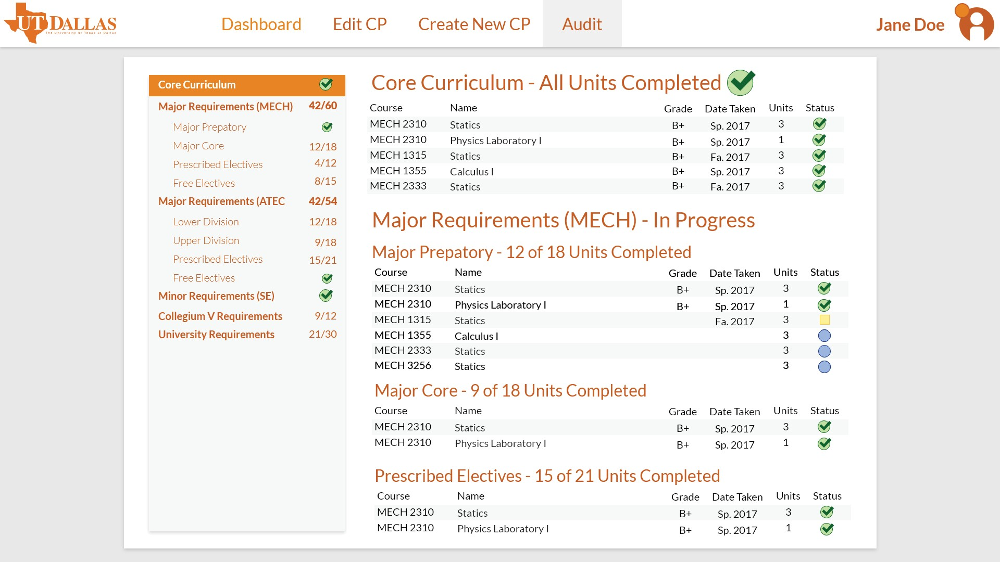 UT DALLAS
The University of Texas at Dallas
Dashboard Edit CP Create New CP Audit
Jane Doe
Core Curriculum
Major Requirements (MECH) 42/60
Major Prepatory
Major Core 12/18
Prescribed Electives 4/12
Free Electives 8/15
Major Requirements (ATEC 42/54
Lower Division 12/18
Upper Division 9/18
Prescribed Electives 15/21
Free Electives
Minor Requirements (SE)
Collegium V Requirements 9/12
University Requirements 21/30
Core Curriculum - All Units Completed
Course Name Grade Date Taken Units Status
MECH 2310 Statics B+ Sp. 2017 3
MECH 2310 Physics Laboratory I B+ Sp. 2017 1
MECH 1315 Statics B+ Fa. 2017 3
MECH 1355 Calculus I B+ Sp. 2017 3
MECH 2333 Statics B+ Fa. 2017 3
Major Requirements (MECH) - In Progress
Major Prepatory - 12 of 18 Units Completed
Course Name Grade Date Taken Units Status
MECH 2310 Statics B+ Sp. 2017 3
MECH 2310 Physics Laboratory I B+ Sp. 2017 1
MECH 1315 Statics Fa. 2017 3
MECH 1355 Calculus I 3
MECH 2333 Statics 3
MECH 3256 Statics 3
Major Core - 9 of 18 Units Completed
Course Name Grade Date Taken Units Status
MECH 2310 Statics B+ Sp. 2017 3
MECH 2310 Physics Laboratory I B+ Sp. 2017 1
Prescribed Electives - 15 of 21 Units Completed
Course Name Grade Date Taken Units Status
MECH 2310 Statics B+ Sp. 2017 3
MECH 2310 Physics Laboratory I B+ Sp. 2017 1